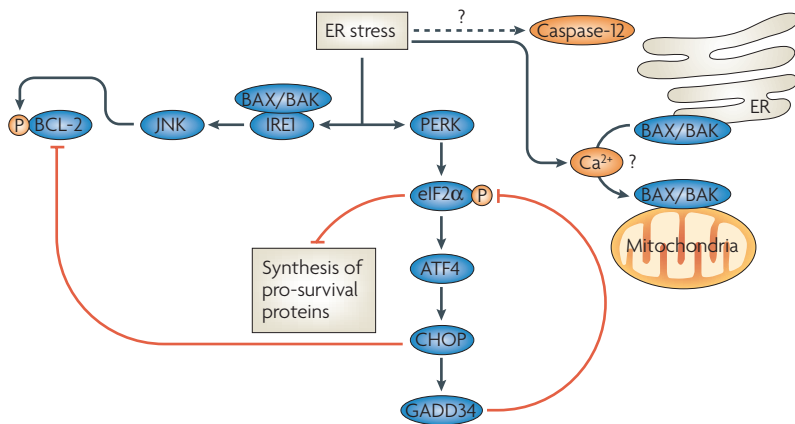 ?
ER stress
Caspase-12
ER
BAX/BAK
BAX/BAK
P
BCL-2
JNK
IRE1
PERK
Ca2+
?
eIF2α
P
BAX/BAK
Mitochondria
Synthesis of
pro-survival
proteins
ATF4
CHOP
GADD34